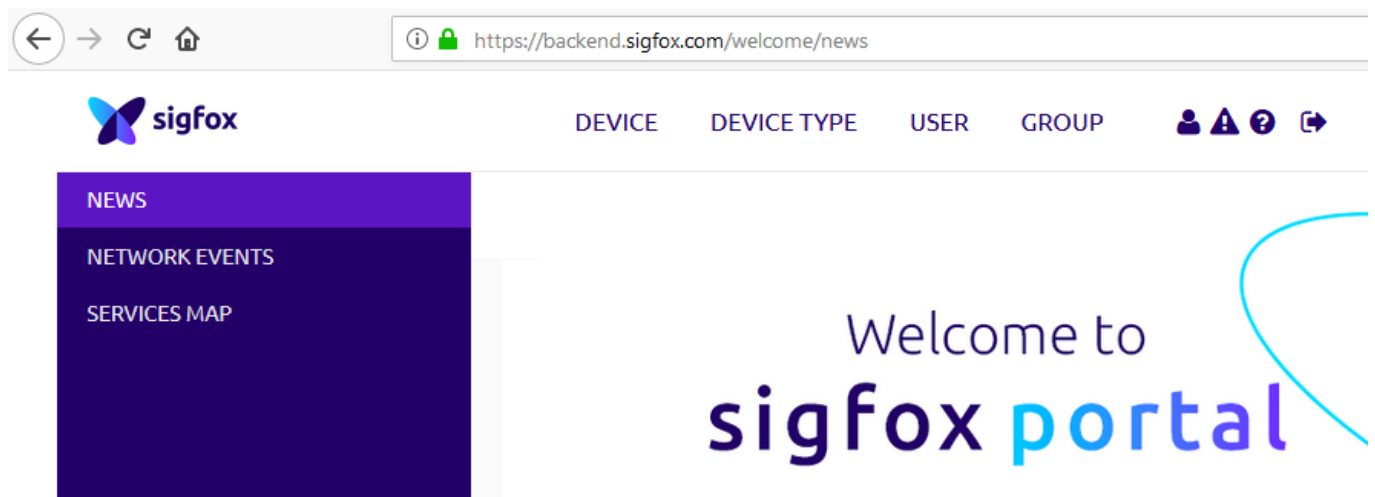 https://backend.sigfox.com/welcome/news
sigfox
DEVICE DEVICE TYPE USER GROUP
NEWS
NETWORK EVENTS
SERVICES MAP
Welcome to
sigfox portal